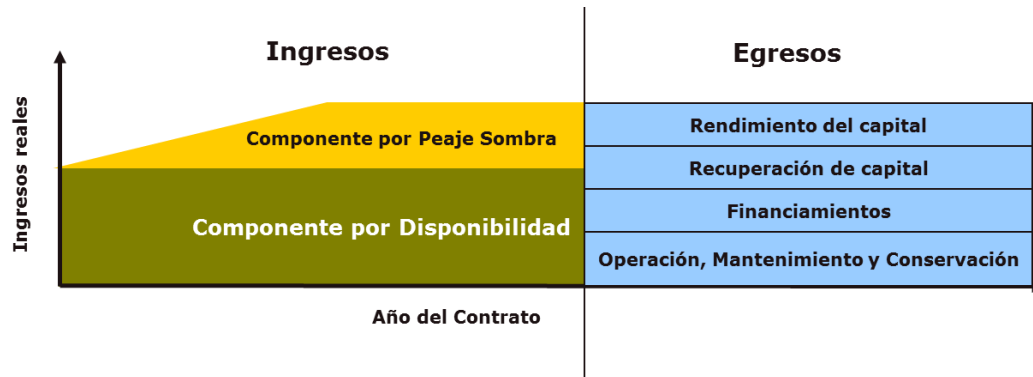 Ingresos
Egresos
Ingresos reales
Componente por Peaje Sombra
Componente por Disponibilidad
Rendimiento del capital
Recuperación de capital
Financiamientos
Operación, Mantenimiento y Conservación
Año del Contrato